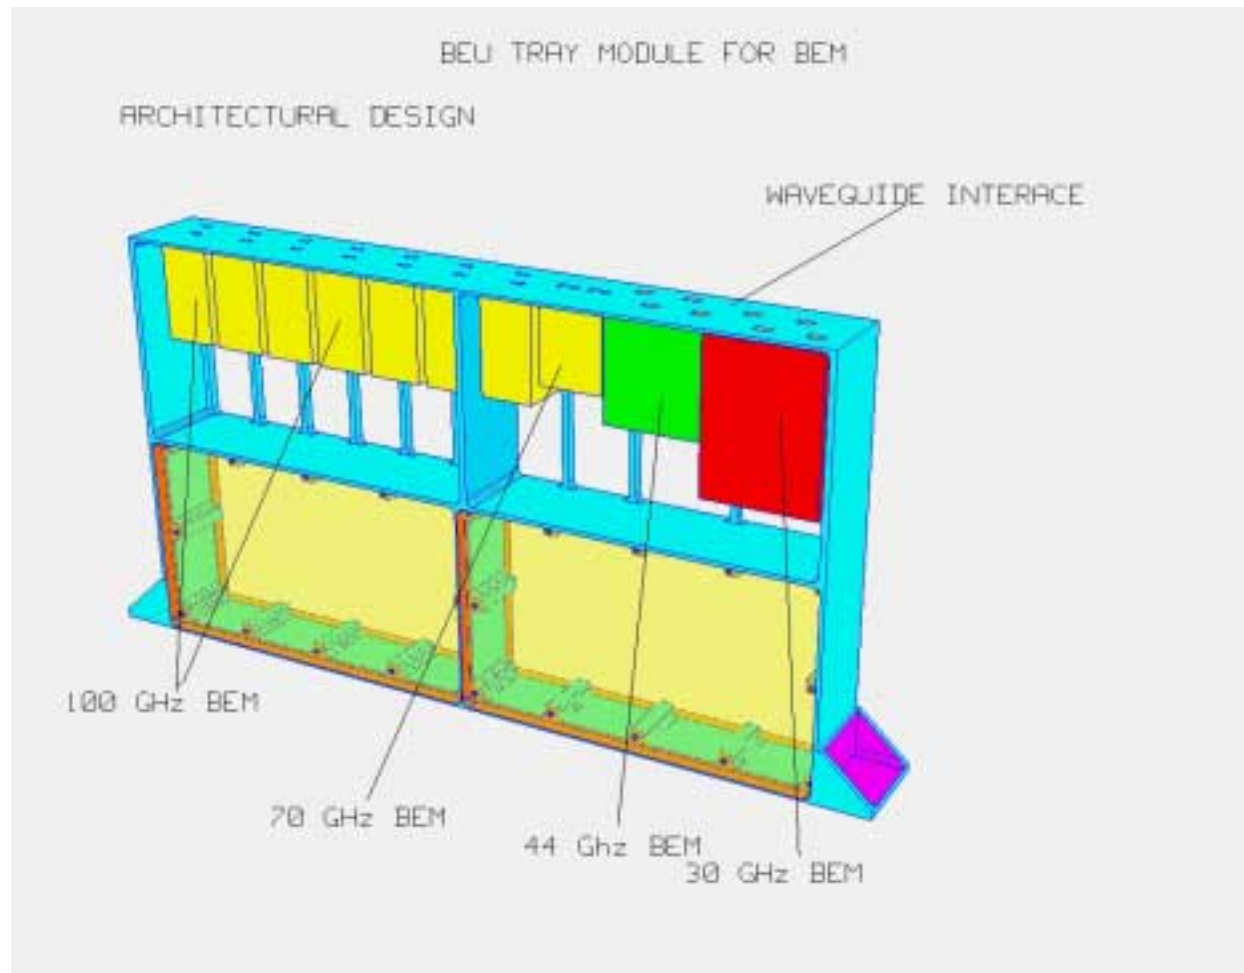 BEU TRAY MODULE FOR BEM
ARCHITECTURAL DESIGN
WAVEGUIDE INTERACE
100 GHz BEM
70 GHz BEM
44 Ghz BEM
30 GHz BEM